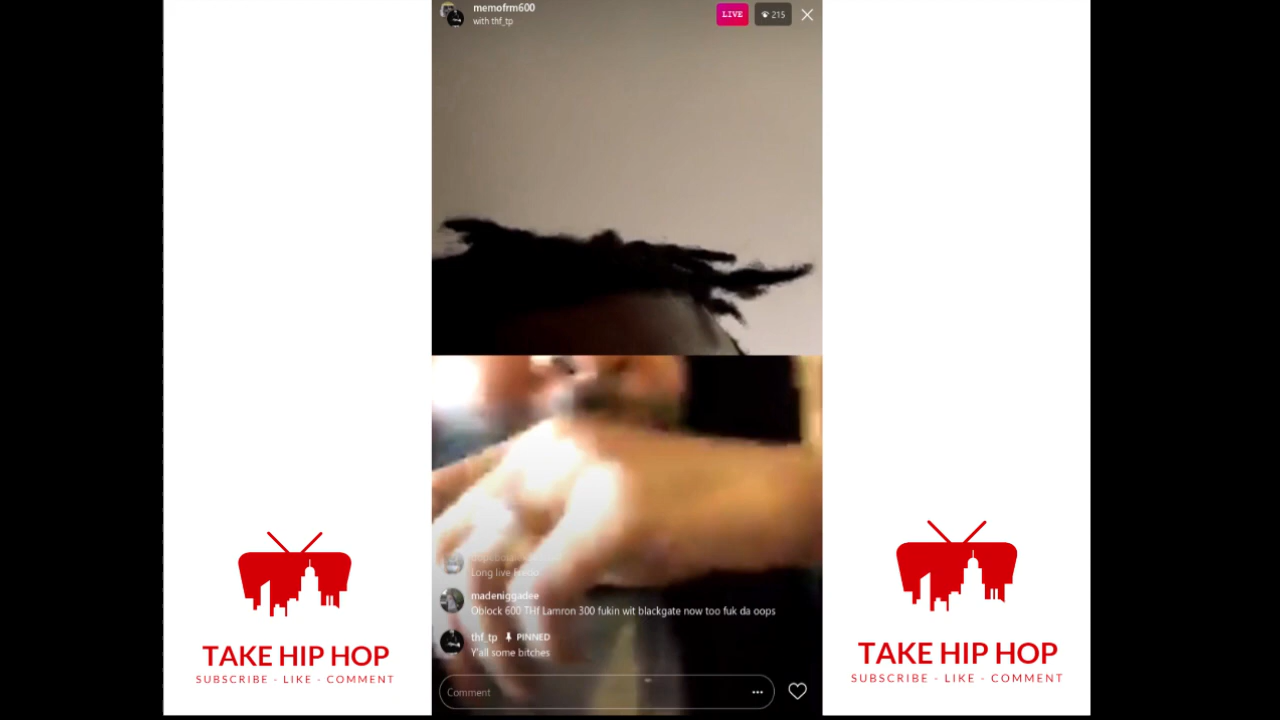 memofrm600
with thf_tp
LIVE
215
Long live Fredo
madeniggadee
Oblock 600 THf Lamron 300 fukin wit blackgate now too fuk da oops
thf_tp PINNED
Y'all some bitches
Comment
TAKE HIP HOP
SUBSCRIBE - LIKE - COMMENT
TAKE HIP HOP
SUBSCRIBE - LIKE - COMMENT